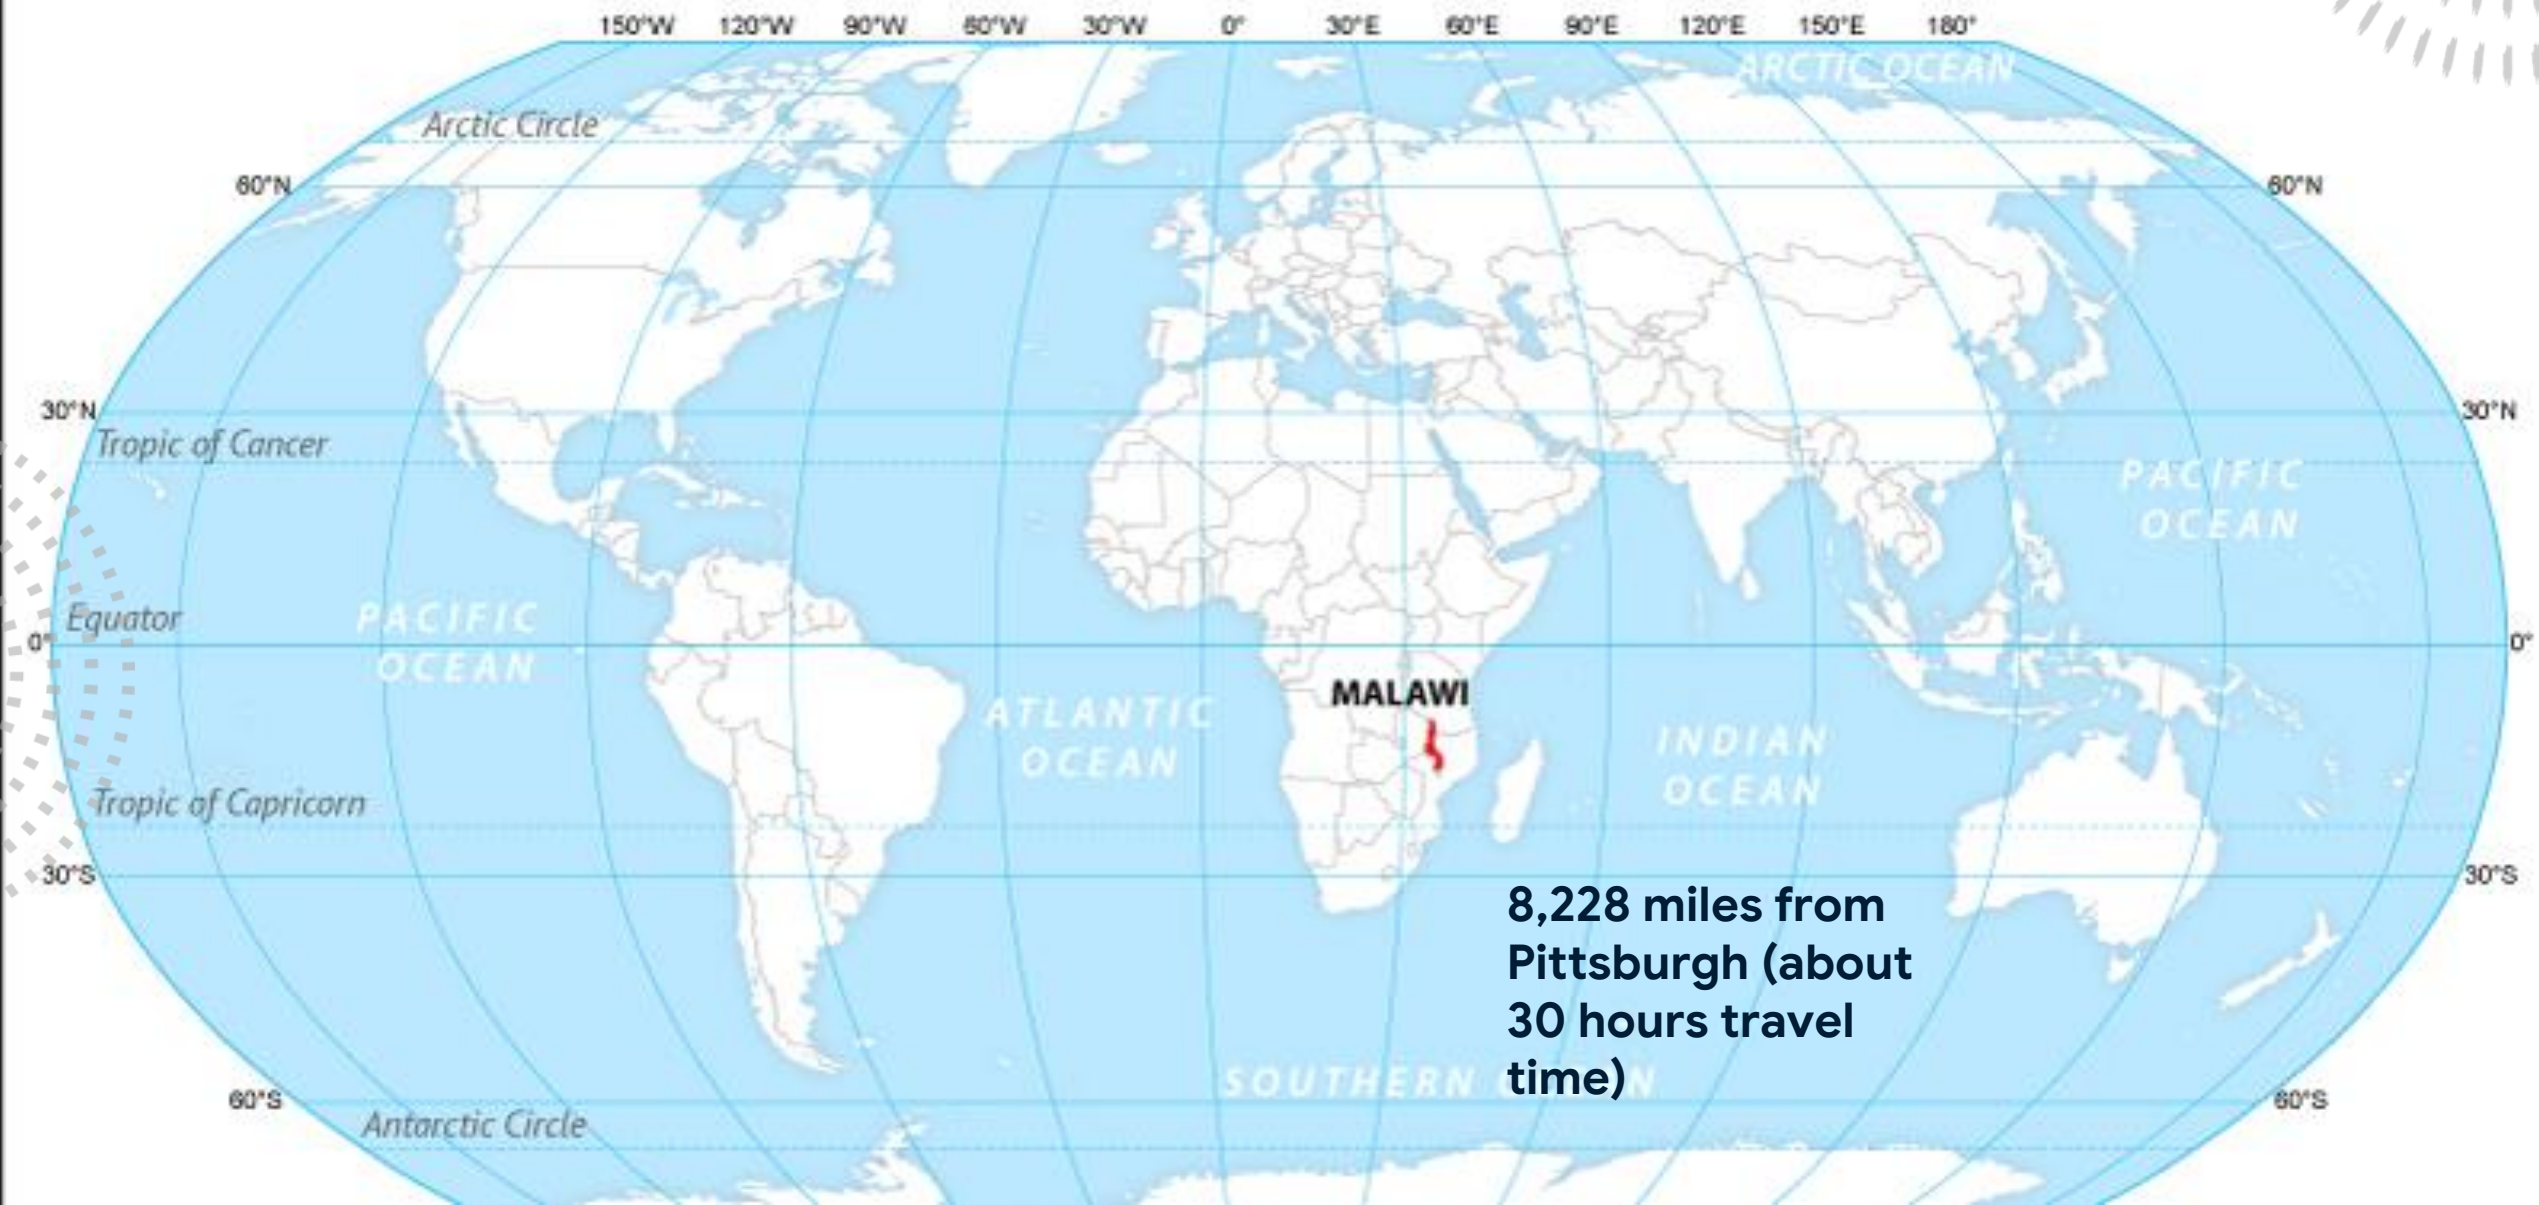 150°W 120°W 90°W 60°W 30°W 0° 30°E 60°E 90°E 120°E 150°E 180°
ARCTIC OCEAN
Arctic Circle
60°N 60°N
30°N 30°N
Tropic of Cancer
PACIFIC
OCEAN
Equator
0° 0°
PACIFIC
OCEAN
MALAWI
ATLANTIC
OCEAN
INDIAN
OCEAN
Tropic of Capricorn
30°S 30°S
8,228 miles from
Pittsburgh (about
30 hours travel
time)
SOUTHERN
60°S 60°S
Antarctic Circle